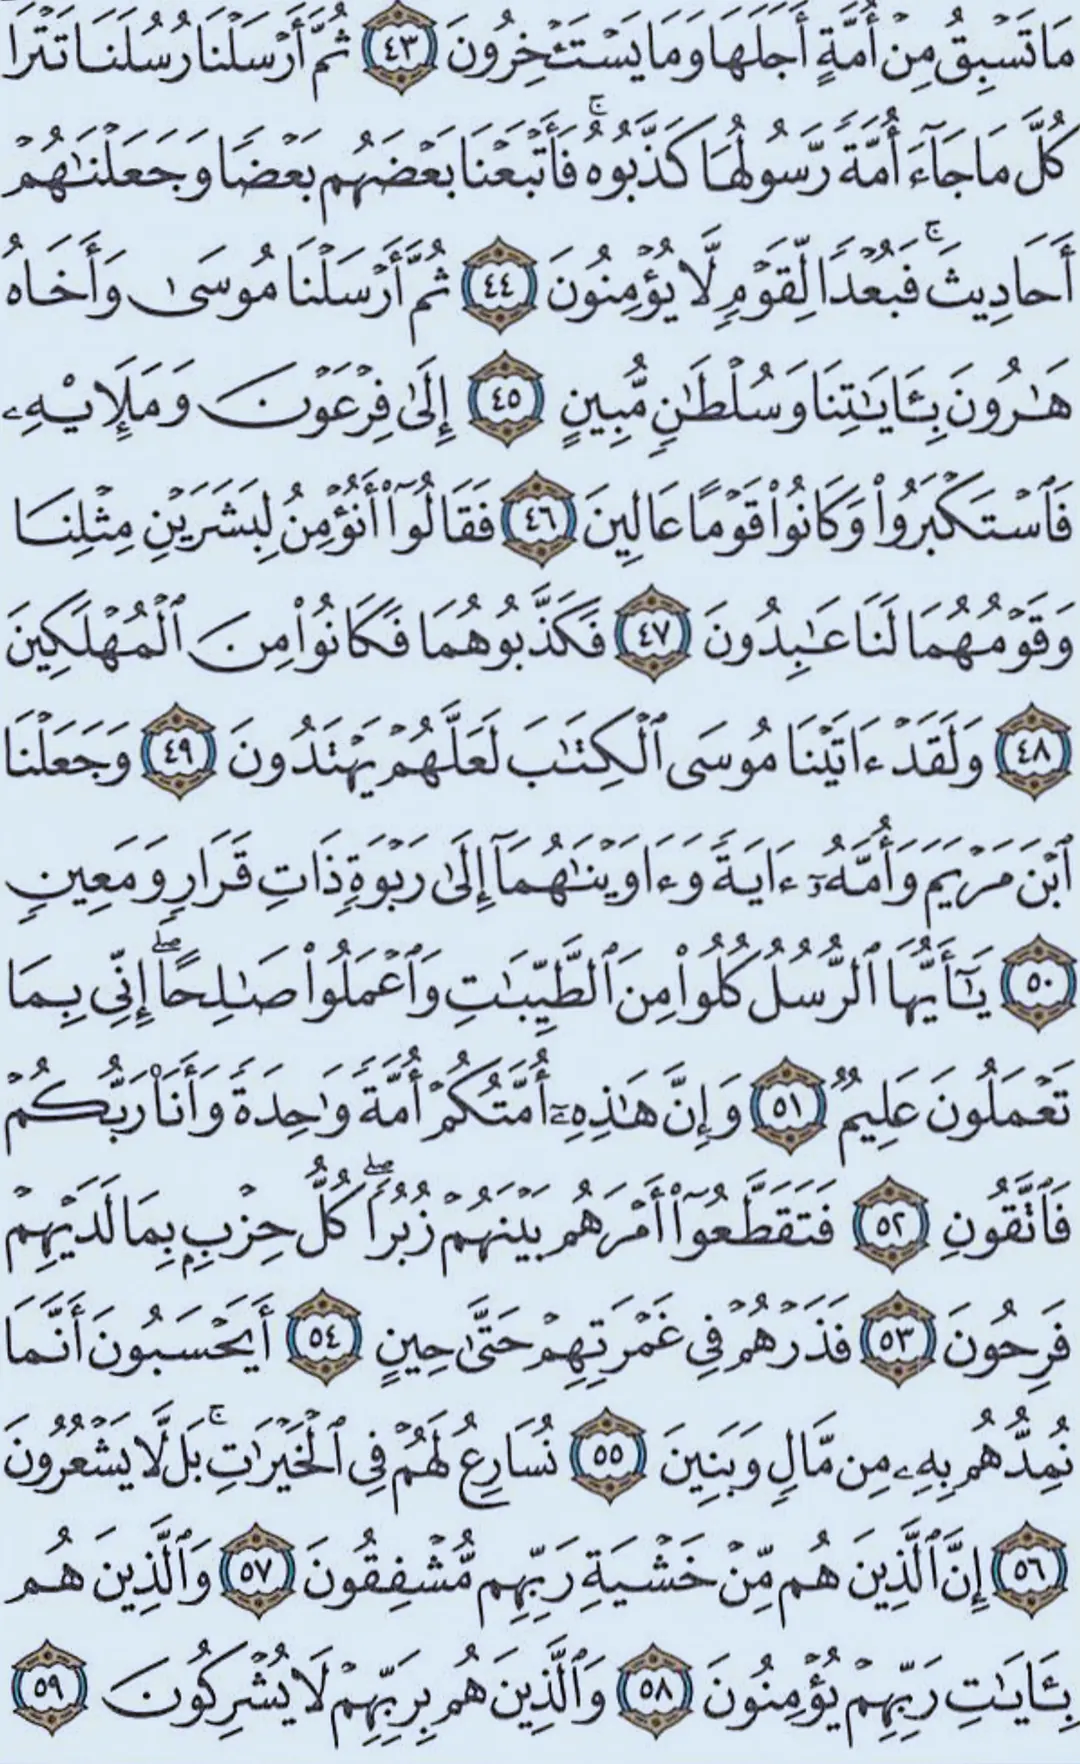 مَا تَسْبِقُ مِنْ أُمَّةٍ أَجَلَهَا وَمَا يَسْتَـْٔخِرُونَ ٤٣ ثُمَّ أَرْسَلْنَا رُسُلَنَا تَتْرَا
كُلَّ مَا جَآءَ أُمَّةً رَّسُولُهَا كَذَّبُوهُ ۚ فَأَتْبَعْنَا بَعْضَهُم بَعْضًا وَجَعَلْنَٰهُمْ
أَحَادِيثَ ۚ فَبُعْدًا لِّقَوْمٍ لَّا يُؤْمِنُونَ ٤٤ ثُمَّ أَرْسَلْنَا مُوسَىٰ وَأَخَاهُ
هَٰرُونَ بِـَٔايَٰتِنَا وَسُلْطَٰنٍ مُّبِينٍ ٤٥ إِلَىٰ فِرْعَوْنَ وَمَلَإِي۟هِۦ
فَٱسْتَكْبَرُوا۟ وَكَانُوا۟ قَوْمًا عَالِينَ ٤٦ فَقَالُوٓا۟ أَنُؤْمِنُ لِبَشَرَيْنِ مِثْلِنَا
وَقَوْمُهُمَا لَنَا عَٰبِدُونَ ٤٧ فَكَذَّبُوهُمَا فَكَانُوا۟ مِنَ ٱلْمُهْلَكِينَ
٤٨ وَلَقَدْ ءَاتَيْنَا مُوسَى ٱلْكِتَٰبَ لَعَلَّهُمْ يَهْتَدُونَ ٤٩ وَجَعَلْنَا
ٱبْنَ مَرْيَمَ وَأُمَّهُۥٓ ءَايَةً وَءَاوَيْنَٰهُمَآ إِلَىٰ رَبْوَةٍ ذَاتِ قَرَارٍ وَمَعِينٍ
٥٠ يَٰٓأَيُّهَا ٱلرُّسُلُ كُلُوا۟ مِنَ ٱلطَّيِّبَٰتِ وَٱعْمَلُوا۟ صَٰلِحًا ۖ إِنِّى بِمَا
تَعْمَلُونَ عَلِيمٌ ٥١ وَإِنَّ هَٰذِهِۦٓ أُمَّتُكُمْ أُمَّةً وَٰحِدَةً وَأَنَا۠ رَبُّكُمْ
فَٱتَّقُونِ ٥٢ فَتَقَطَّعُوٓا۟ أَمْرَهُم بَيْنَهُمْ زُبُرًا ۖ كُلُّ حِزْبٍۭ بِمَا لَدَيْهِمْ
فَرِحُونَ ٥٣ فَذَرْهُمْ فِى غَمْرَتِهِمْ حَتَّىٰ حِينٍ ٥٤ أَيَحْسَبُونَ أَنَّمَا
نُمِدُّهُم بِهِۦ مِن مَّالٍ وَبَنِينَ ٥٥ نُسَارِعُ لَهُمْ فِى ٱلْخَيْرَٰتِ ۚ بَل لَّا يَشْعُرُونَ
٥٦ إِنَّ ٱلَّذِينَ هُم مِّنْ خَشْيَةِ رَبِّهِم مُّشْفِقُونَ ٥٧ وَٱلَّذِينَ هُم
بِـَٔايَٰتِ رَبِّهِمْ يُؤْمِنُونَ ٥٨ وَٱلَّذِينَ هُم بِرَبِّهِمْ لَا يُشْرِكُونَ ٥٩